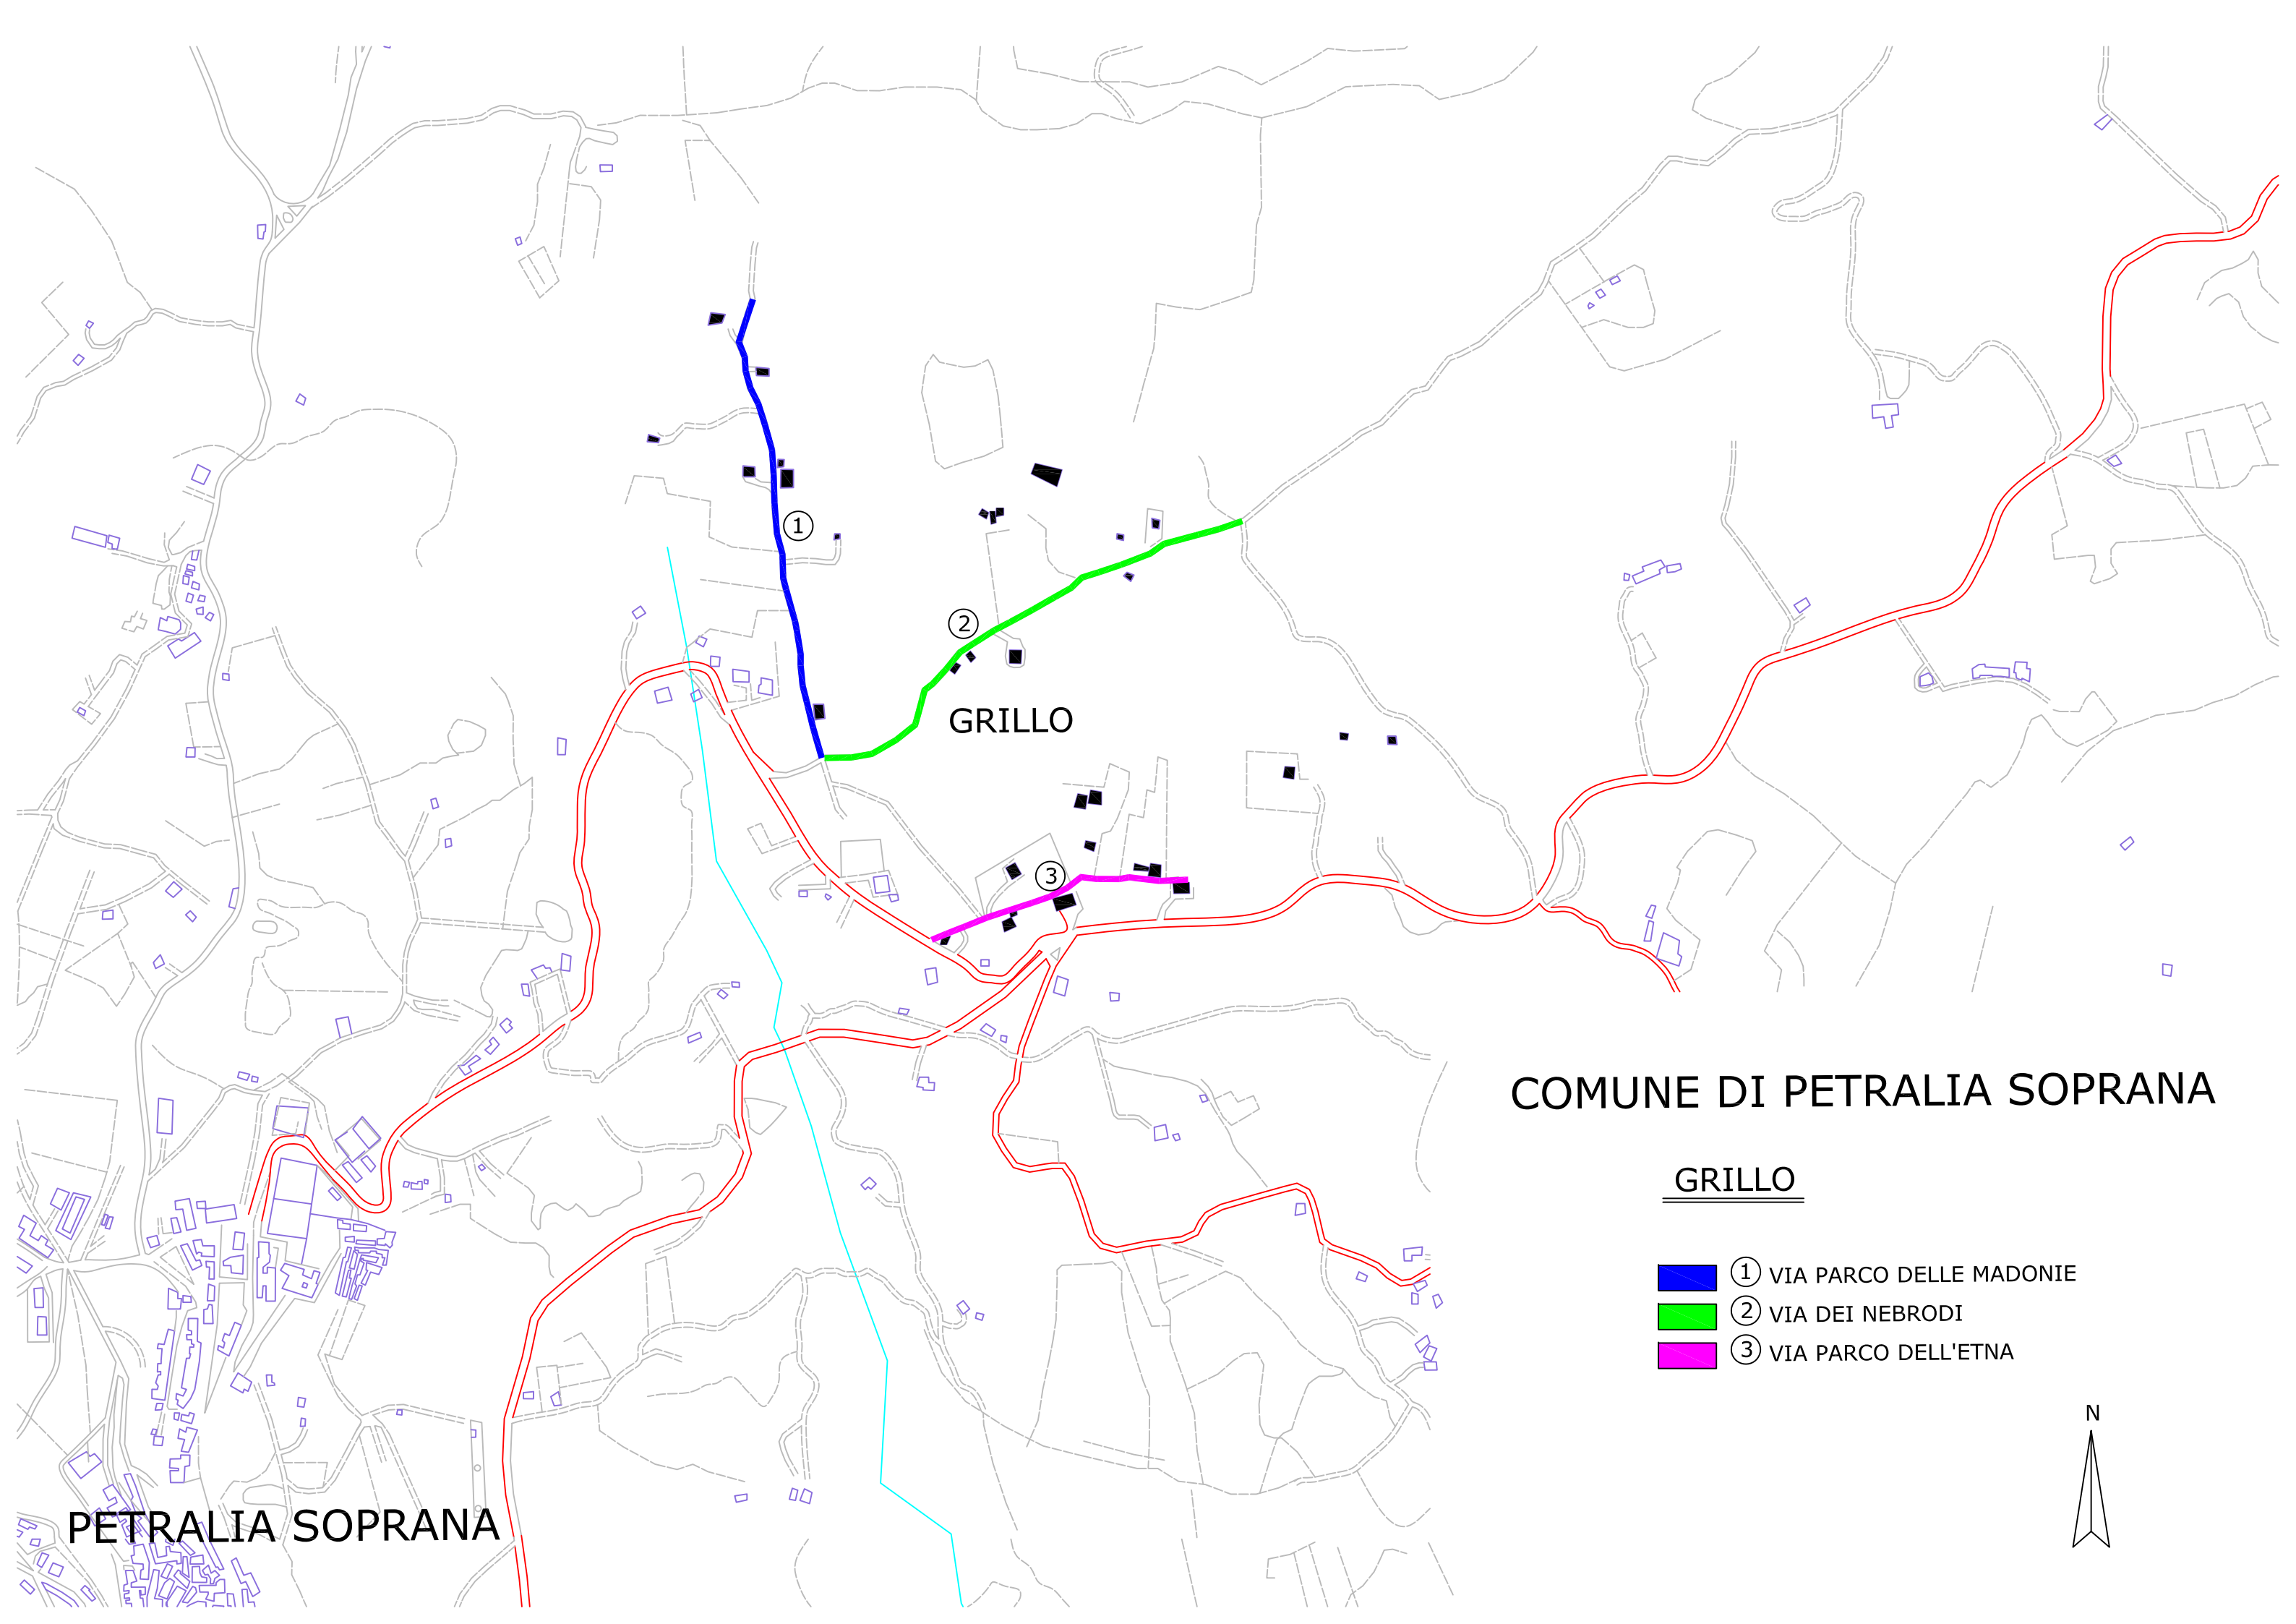 1
2
GRILLO
3
COMUNE DI PETRALIA SOPRANA
GRILLO
1 VIA PARCO DELLE MADONIE
2 VIA DEI NEBRODI
3 VIA PARCO DELL'ETNA
N
PETRALIA SOPRANA